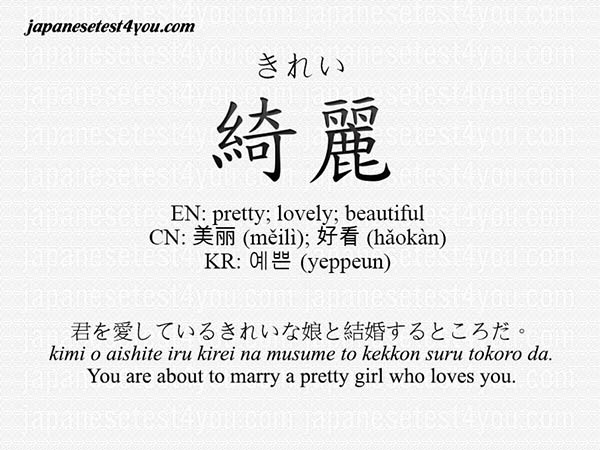 japanesetest4you.com
きれい
綺麗
EN: pretty; lovely; beautiful
CN: 美丽 (měilì); 好看 (hǎokàn)
KR: 예쁜 (yeppeun)
君を愛しているきれいな娘と結婚するところだ。
kimi o aishite iru kirei na musume to kekkon suru tokoro da.
You are about to marry a pretty girl who loves you.